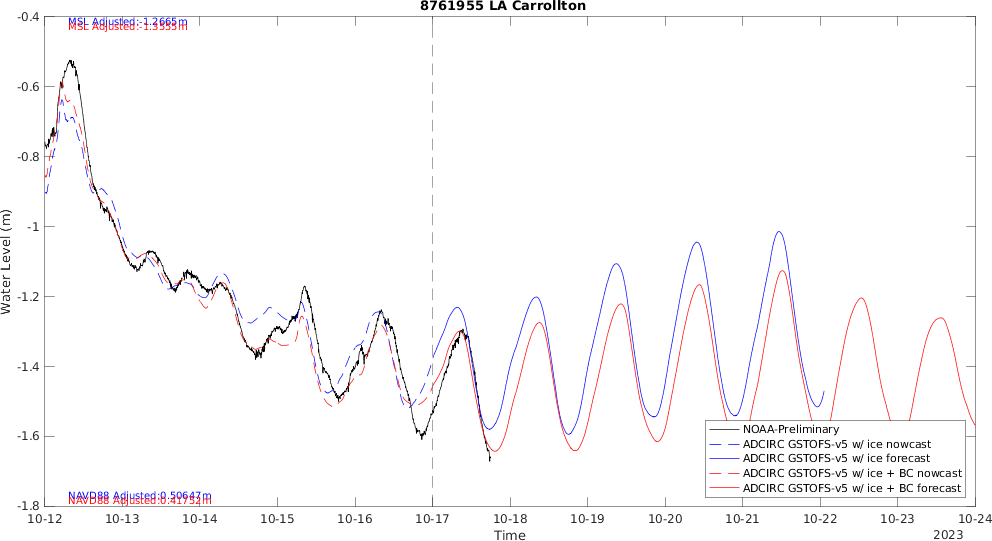 8761955 LA Carrollton
MSL Adjusted:-1.2665m
MSL Adjusted:-1.3555m
-0.4
-0.6
-0.8
-1
-1.2
-1.4
-1.6
-1.8
Water Level (m)
NOAA-Preliminary
ADCIRC GSTOFS-v5 w/ ice nowcast
ADCIRC GSTOFS-v5 w/ ice forecast
ADCIRC GSTOFS-v5 w/ ice + BC nowcast
ADCIRC GSTOFS-v5 w/ ice + BC forecast
NAVD88 Adjusted:0.50647m
NAVD88 Adjusted:0.41752m
10-12 10-13 10-14 10-15 10-16 10-17 10-18 10-19 10-20 10-21 10-22 10-23 10-24
Time
2023